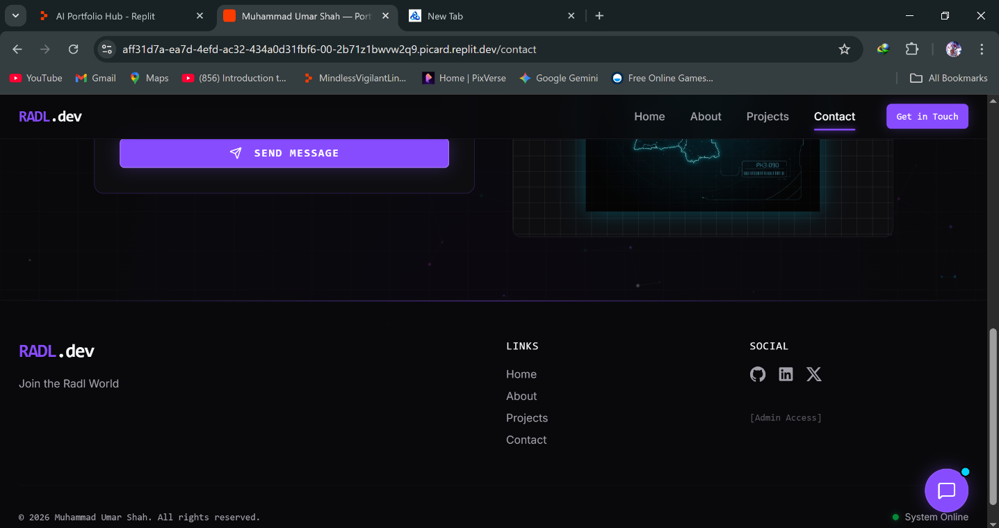 AI Portfolio Hub - Replit
Muhammad Umar Shah — Port
New Tab
aff31d7a-ea7d-4efd-ac32-434a0d31fbf6-00-2b71z1bwvw2q9.picard.replit.dev/contact
YouTube
Gmail
Maps
(856) Introduction t...
MindlessVigilantLin...
Home | PixVerse
Google Gemini
Free Online Games...
All Bookmarks
RADL.dev
Home
About
Projects
Contact
Get in Touch
SEND MESSAGE
PH3:090
RADL.dev
Join the Radl World
LINKS
Home
About
Projects
Contact
SOCIAL
[Admin Access]
© 2026 Muhammad Umar Shah. All rights reserved.
System Online